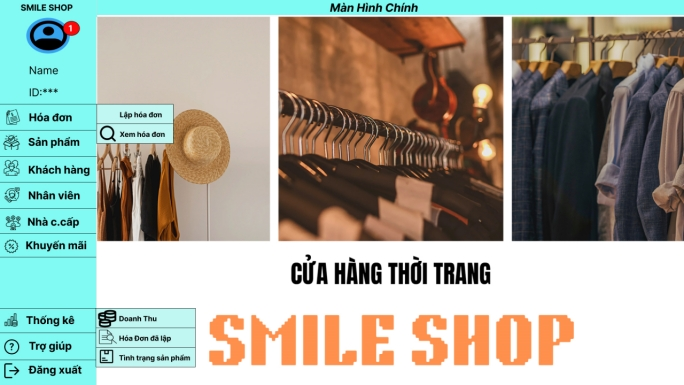 SMILE SHOP
Màn Hình Chính
1
Name
ID:***
Hóa đơn
Lập hóa đơn
Xem hóa đơn
Sản phẩm
Khách hàng
Nhân viên
Nhà c.cấp
Khuyến mãi
CỬA HÀNG THỜI TRANG
SMILE SHOP
Thống kê
Doanh Thu
Hóa Đơn đã lập
Tình trạng sản phẩm
Trợ giúp
Đăng xuất